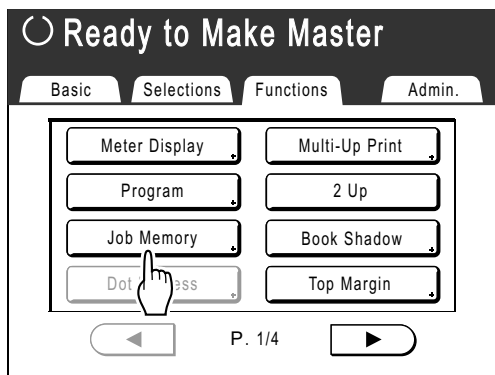 Ready to Make Master
Basic Selections Functions Admin.
Meter Display Multi-Up Print
Program 2 Up
Job Memory Book Shadow
Dot ess Top Margin
P. 1/4